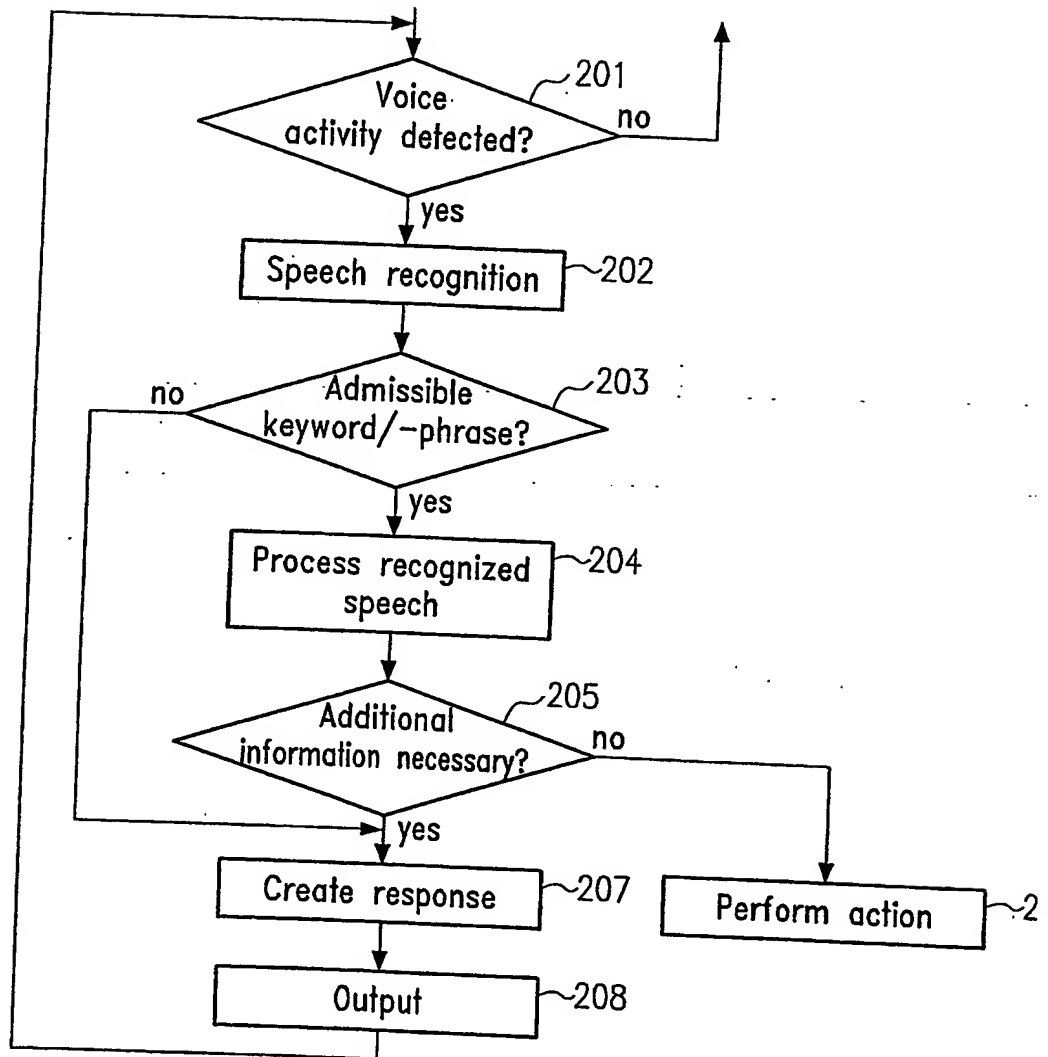 Voice
activity detected?
201
no
yes
Speech recognition
202
Admissible
keyword/-phrase?
203
no
yes
Process recognized
speech
204
Additional
information necessary?
205
no
yes
Create response
207
Perform action
2
Output
208